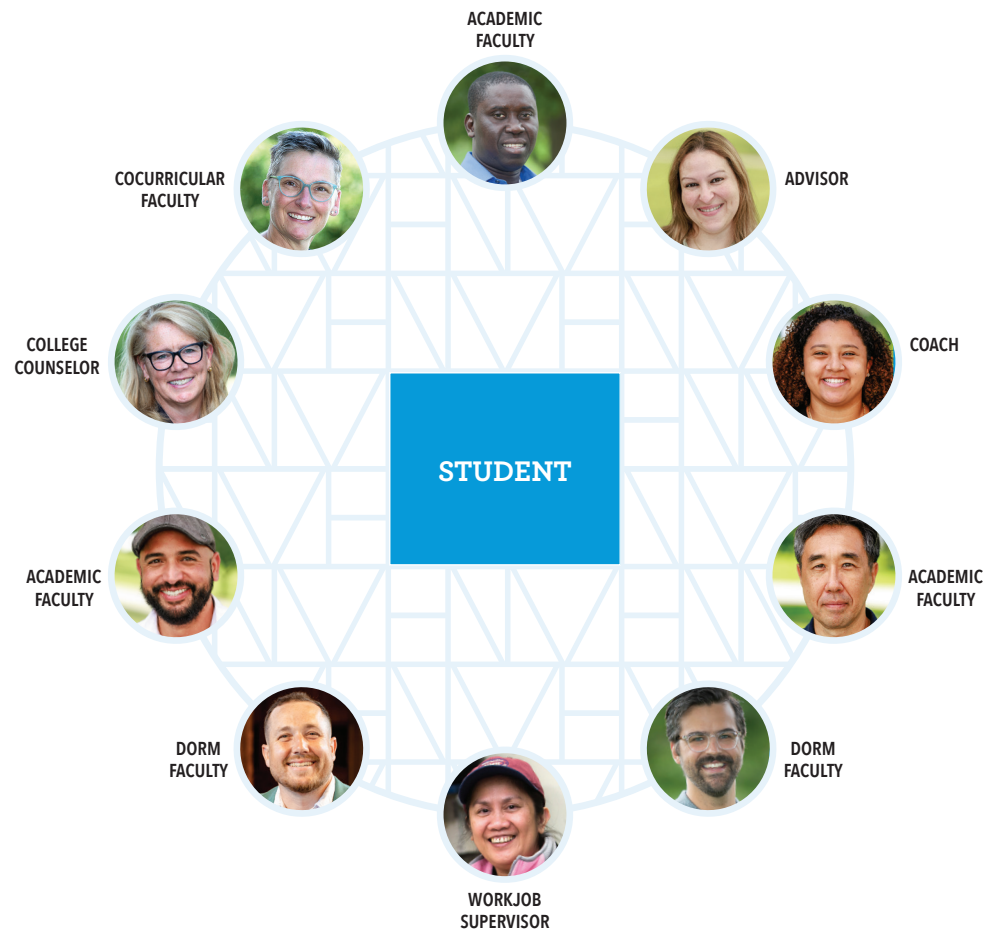 ACADEMIC
FACULTY
COCURRICULAR
FACULTY
ADVISOR
COLLEGE
COUNSELOR
COACH
STUDENT
ACADEMIC
FACULTY
ACADEMIC
FACULTY
DORM
FACULTY
DORM
FACULTY
WORKJOB
SUPERVISOR